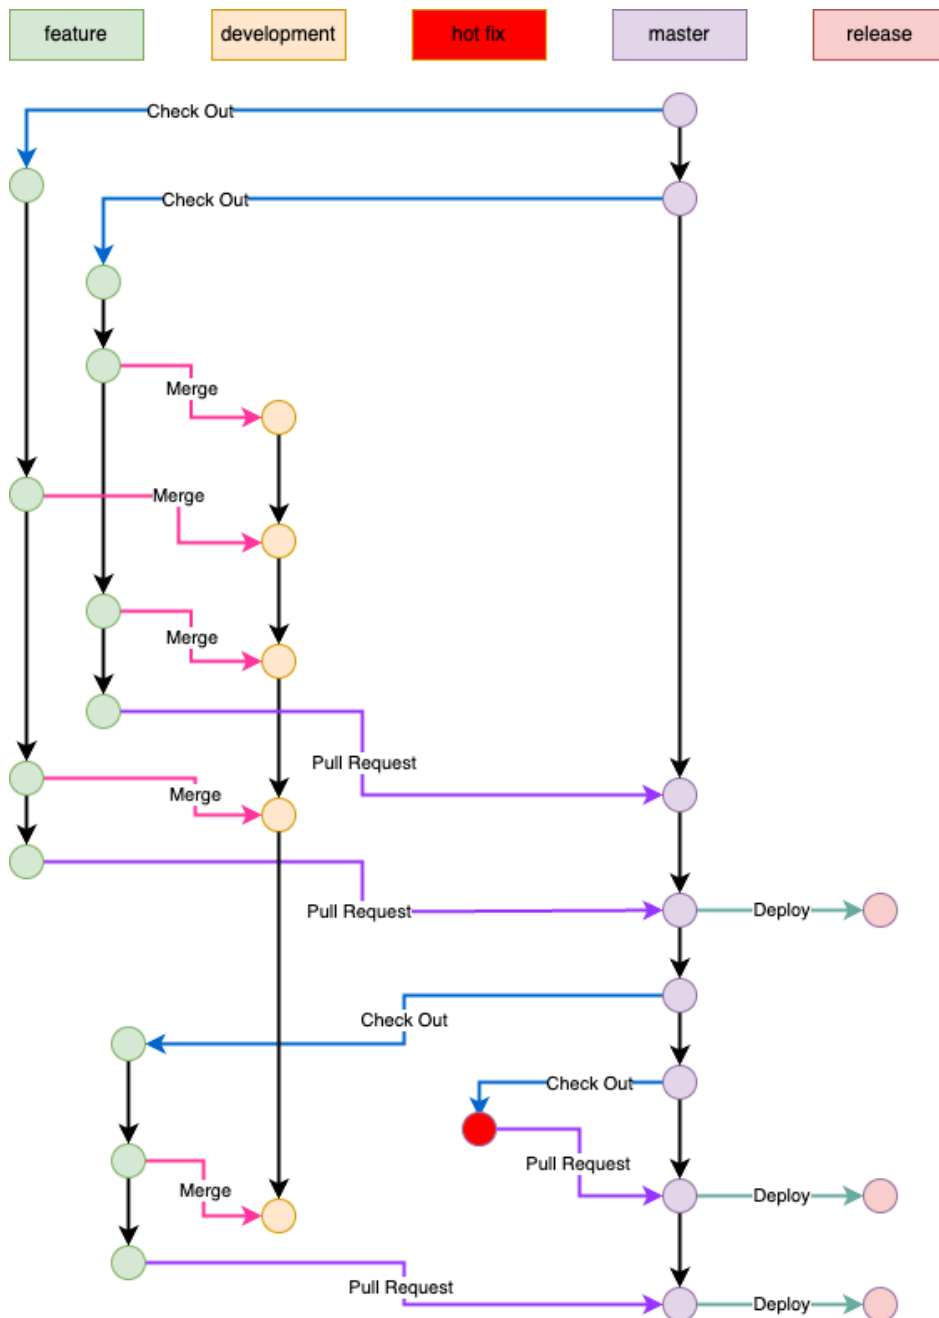 feature
development
hot fix
master
release
Check Out
Check Out
Merge
Merge
Merge
Pull Request
Merge
Pull Request
Deploy
Check Out
Check Out
Pull Request
Merge
Deploy
Pull Request
Deploy